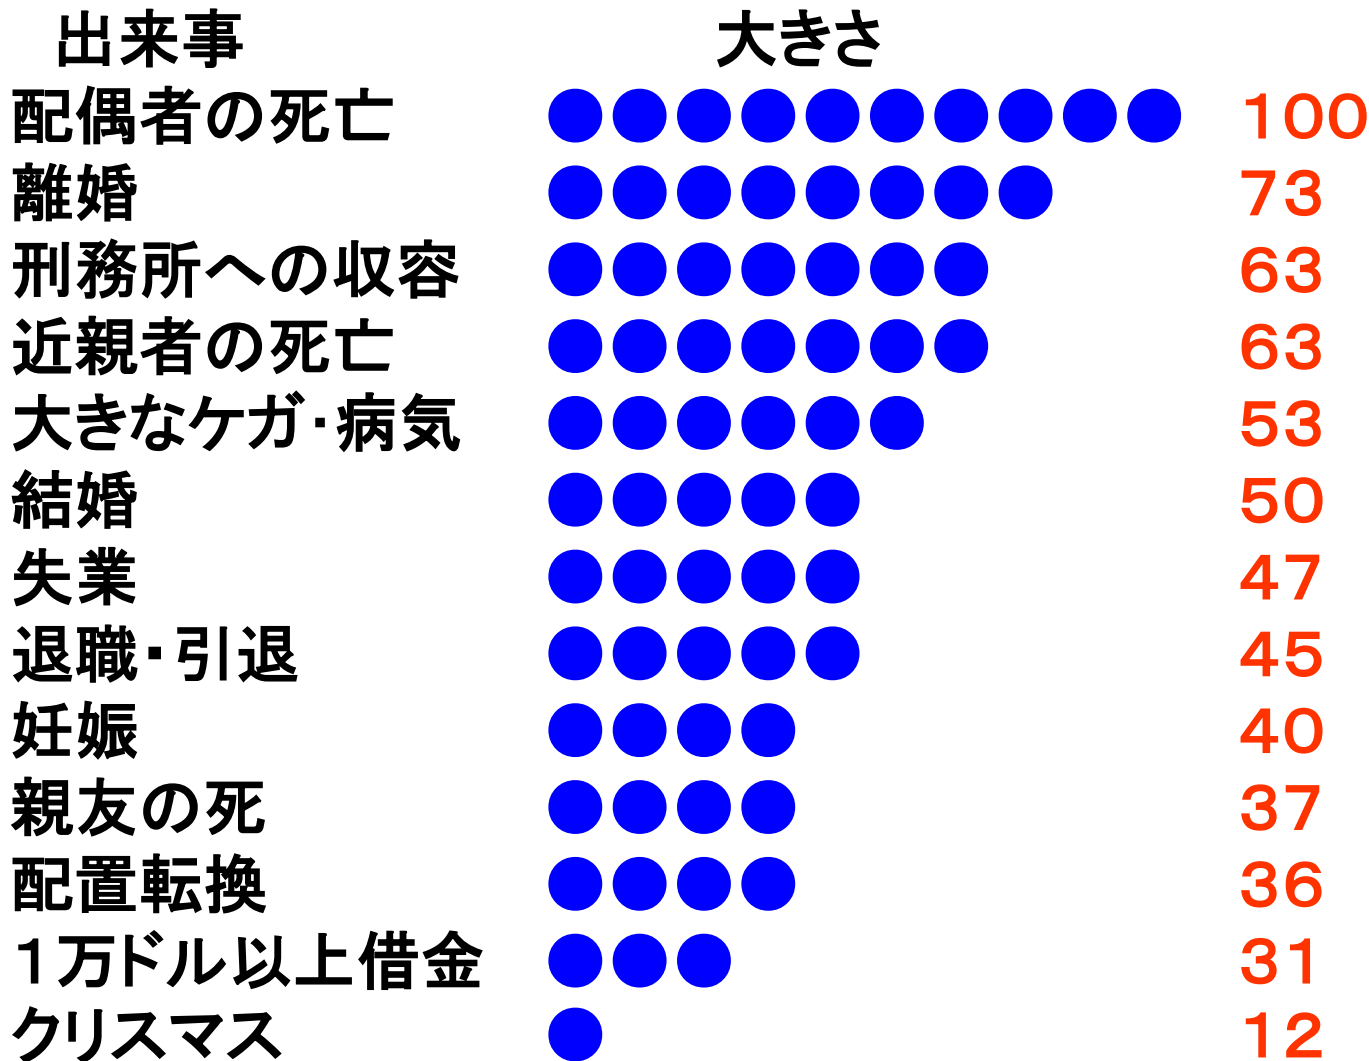 出来事 大きさ
配偶者の死亡 ●●●●●●●●●● １００
離婚 ●●●●●●●● ７３
刑務所への収容 ●●●●●●● ６３
近親者の死亡 ●●●●●●● ６３
大きなケガ・病気 ●●●●●● ５３
結婚 ●●●●● ５０
失業 ●●●●● ４７
退職・引退 ●●●●● ４５
妊娠 ●●●● ４０
親友の死 ●●●● ３７
配置転換 ●●●● ３６
１万ドル以上借金 ●●● ３１
クリスマス ● １２